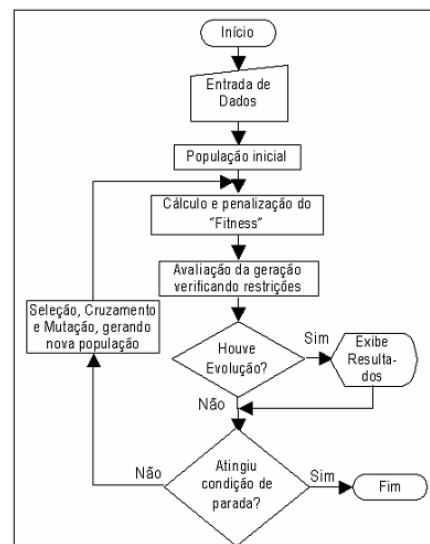 Início
Entrada de
Dados
População inicial
Cálculo e penalização do
“Fitness”
Avaliação da geração
verificando restrições
Seleção, Cruzamento
e Mutação, gerando
nova população
Houve
Evolução?
Sim
Exibe
Resulta-
dos
Não
Atingiu
condição de
parada?
Não
Sim
Fim